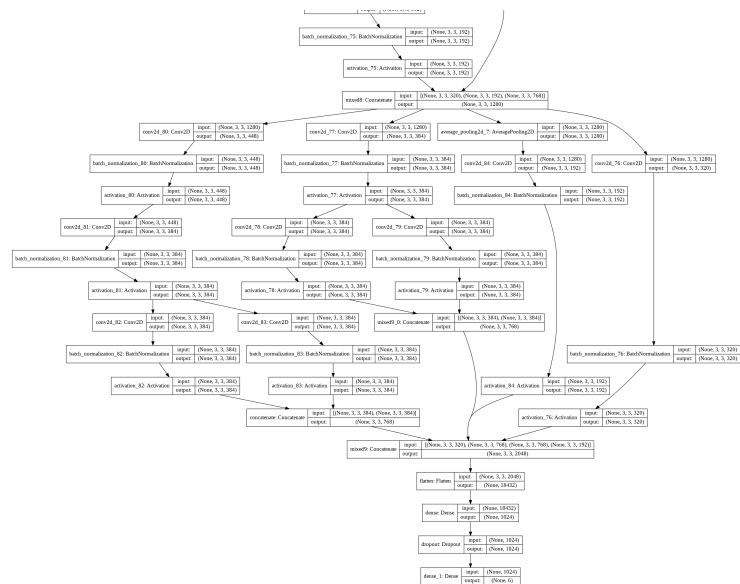 output: (None, 3, 3, 192)
batch_normalization_75: BatchNormalization input: (None, 3, 3, 192)
output: (None, 3, 3, 192)
activation_75: Activation input: (None, 3, 3, 192)
output: (None, 3, 3, 192)
mixed8: Concatenate input: [(None, 3, 3, 320), (None, 3, 3, 192), (None, 3, 3, 768)]
output: (None, 3, 3, 1280)
conv2d_80: Conv2D input: (None, 3, 3, 1280)
output: (None, 3, 3, 448)
conv2d_77: Conv2D input: (None, 3, 3, 1280)
output: (None, 3, 3, 384)
average_pooling2d_7: AveragePooling2D input: (None, 3, 3, 1280)
output: (None, 3, 3, 1280)
batch_normalization_80: BatchNormalization input: (None, 3, 3, 448)
output: (None, 3, 3, 448)
batch_normalization_77: BatchNormalization input: (None, 3, 3, 384)
output: (None, 3, 3, 384)
conv2d_84: Conv2D input: (None, 3, 3, 1280)
output: (None, 3, 3, 192)
conv2d_76: Conv2D input: (None, 3, 3, 1280)
output: (None, 3, 3, 320)
activation_80: Activation input: (None, 3, 3, 448)
output: (None, 3, 3, 448)
activation_77: Activation input: (None, 3, 3, 384)
output: (None, 3, 3, 384)
batch_normalization_84: BatchNormalization input: (None, 3, 3, 192)
output: (None, 3, 3, 192)
conv2d_81: Conv2D input: (None, 3, 3, 448)
output: (None, 3, 3, 384)
conv2d_78: Conv2D input: (None, 3, 3, 384)
output: (None, 3, 3, 384)
conv2d_79: Conv2D input: (None, 3, 3, 384)
output: (None, 3, 3, 384)
batch_normalization_81: BatchNormalization input: (None, 3, 3, 384)
output: (None, 3, 3, 384)
batch_normalization_78: BatchNormalization input: (None, 3, 3, 384)
output: (None, 3, 3, 384)
batch_normalization_79: BatchNormalization input: (None, 3, 3, 384)
output: (None, 3, 3, 384)
activation_81: Activation input: (None, 3, 3, 384)
output: (None, 3, 3, 384)
activation_78: Activation input: (None, 3, 3, 384)
output: (None, 3, 3, 384)
activation_79: Activation input: (None, 3, 3, 384)
output: (None, 3, 3, 384)
conv2d_82: Conv2D input: (None, 3, 3, 384)
output: (None, 3, 3, 384)
conv2d_83: Conv2D input: (None, 3, 3, 384)
output: (None, 3, 3, 384)
mixed9_0: Concatenate input: [(None, 3, 3, 384), (None, 3, 3, 384)]
output: (None, 3, 3, 768)
batch_normalization_82: BatchNormalization input: (None, 3, 3, 384)
output: (None, 3, 3, 384)
batch_normalization_83: BatchNormalization input: (None, 3, 3, 384)
output: (None, 3, 3, 384)
batch_normalization_76: BatchNormalization input: (None, 3, 3, 320)
output: (None, 3, 3, 320)
activation_82: Activation input: (None, 3, 3, 384)
output: (None, 3, 3, 384)
activation_83: Activation input: (None, 3, 3, 384)
output: (None, 3, 3, 384)
activation_84: Activation input: (None, 3, 3, 192)
output: (None, 3, 3, 192)
concatenate: Concatenate input: [(None, 3, 3, 384), (None, 3, 3, 384)]
output: (None, 3, 3, 768)
activation_76: Activation input: (None, 3, 3, 320)
output: (None, 3, 3, 320)
mixed9: Concatenate input: [(None, 3, 3, 320), (None, 3, 3, 768), (None, 3, 3, 768), (None, 3, 3, 192)]
output: (None, 3, 3, 2048)
flatten: Flatten input: (None, 3, 3, 2048)
output: (None, 18432)
dense: Dense input: (None, 18432)
output: (None, 1024)
dropout: Dropout input: (None, 1024)
output: (None, 1024)
dense_1: Dense input: (None, 1024)
output: (None, 6)